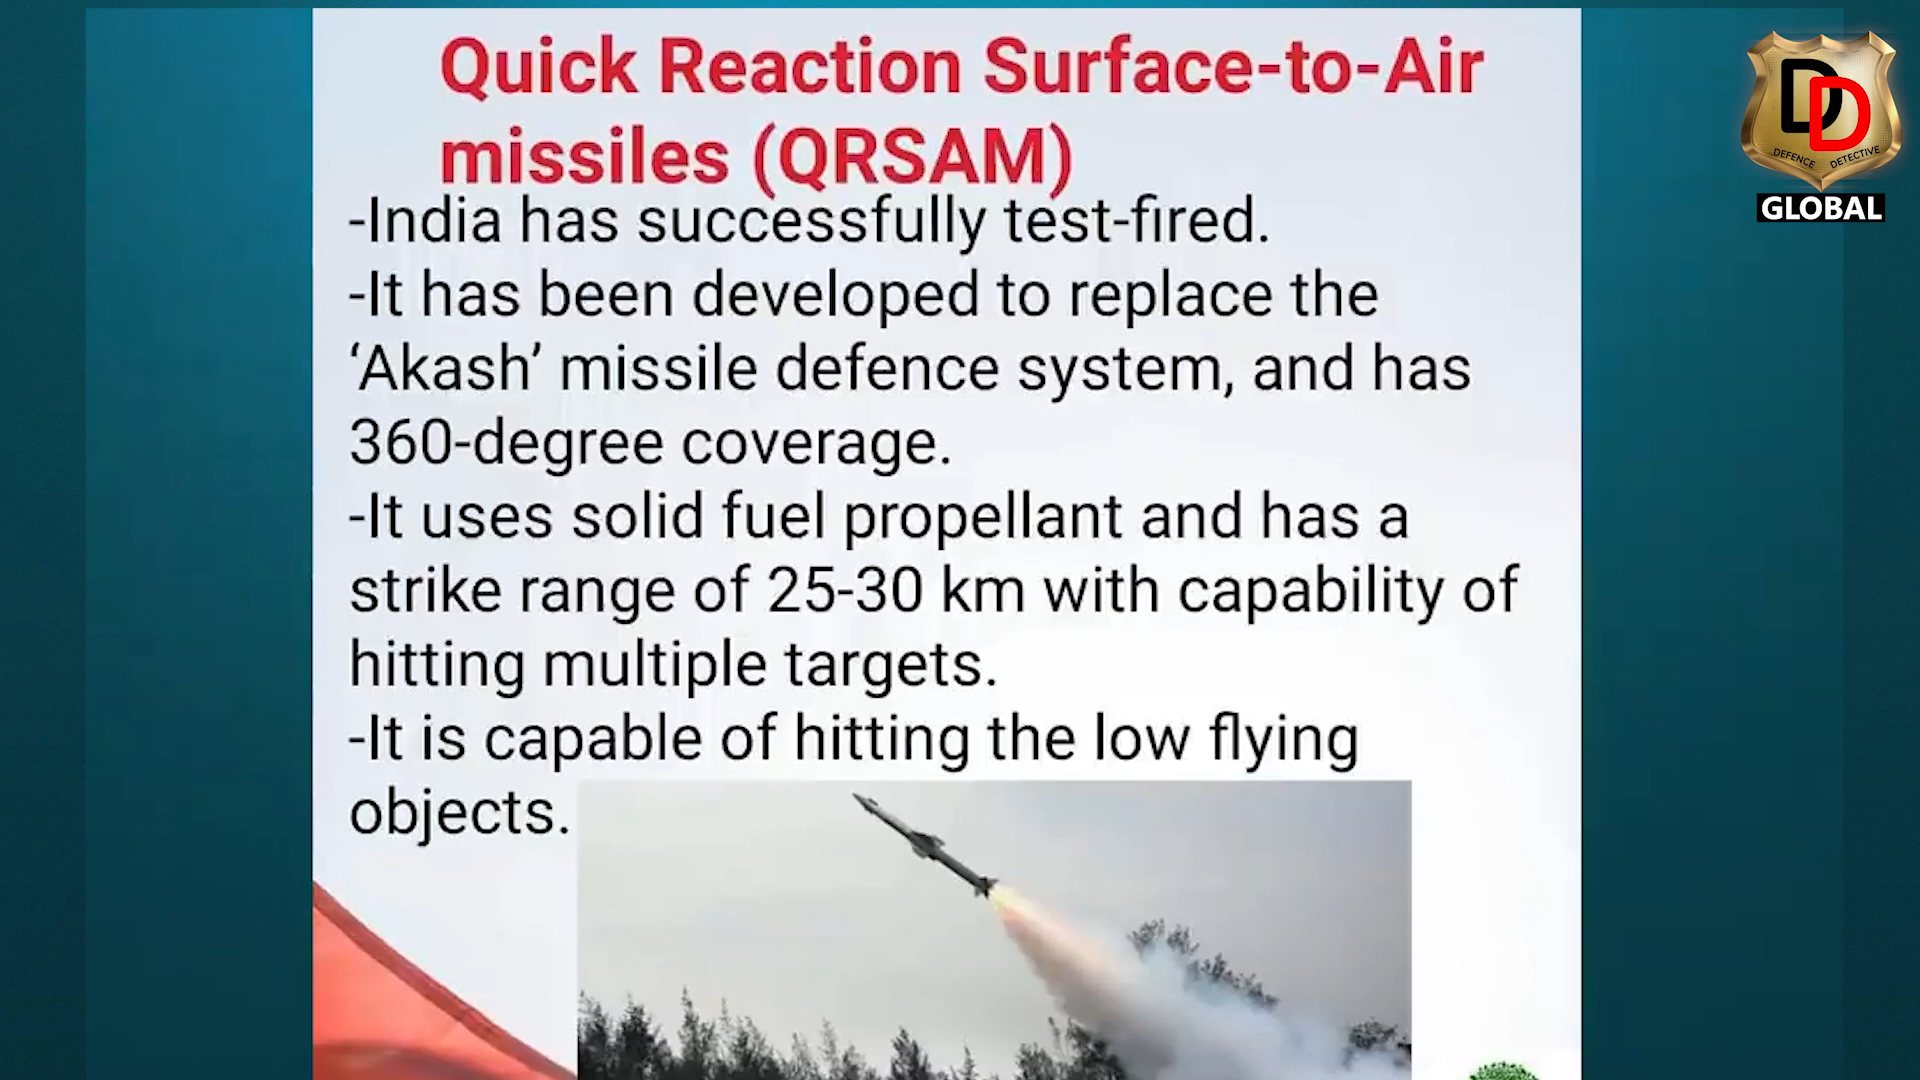 Quick Reaction Surface-to-Air
missiles (QRSAM)
-India has successfully test-fired.
-It has been developed to replace the
‘Akash’ missile defence system, and has
360-degree coverage.
-It uses solid fuel propellant and has a
strike range of 25-30 km with capability of
hitting multiple targets.
-It is capable of hitting the low flying
objects.
DD
DEFENCE DETECTIVE
GLOBAL